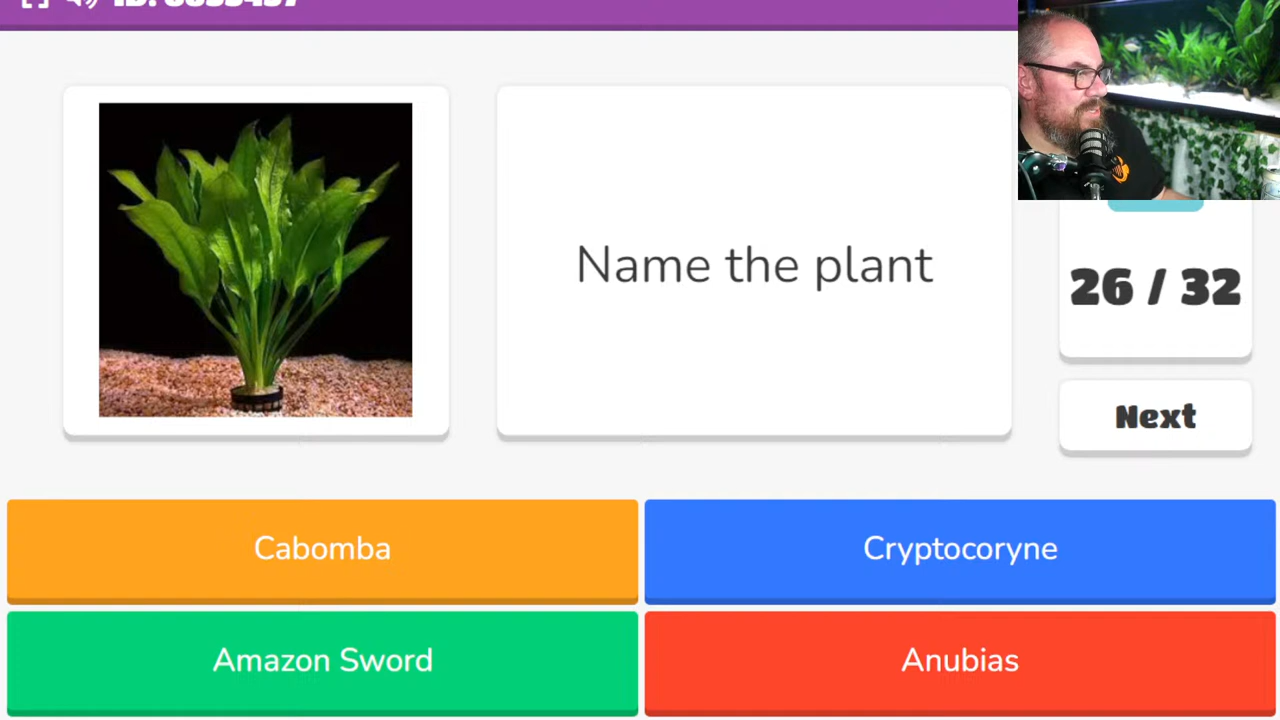 Name the plant
26 / 32
Next
Cabomba
Cryptocoryne
Amazon Sword
Anubias